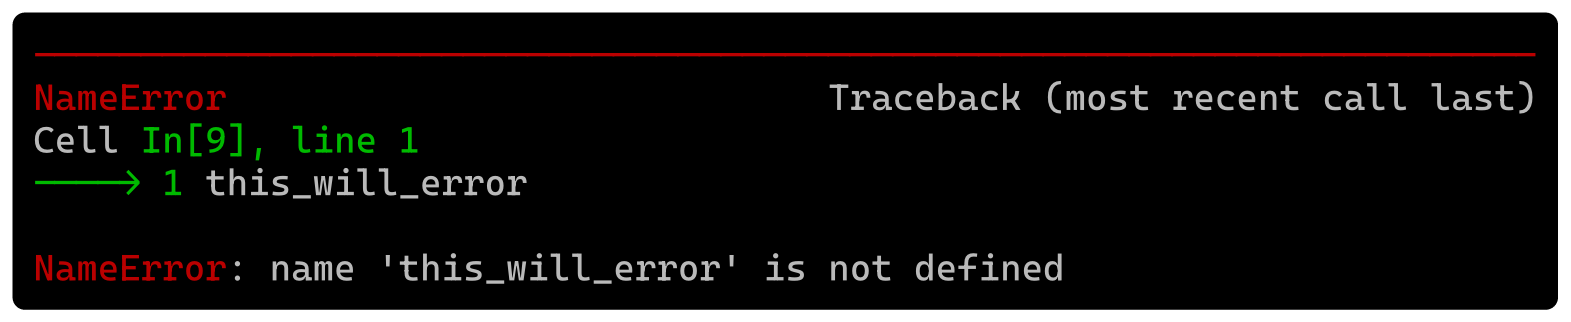 NameError Traceback (most recent call last)
Cell In[9], line 1
----> 1 this_will_error
NameError: name 'this_will_error' is not defined